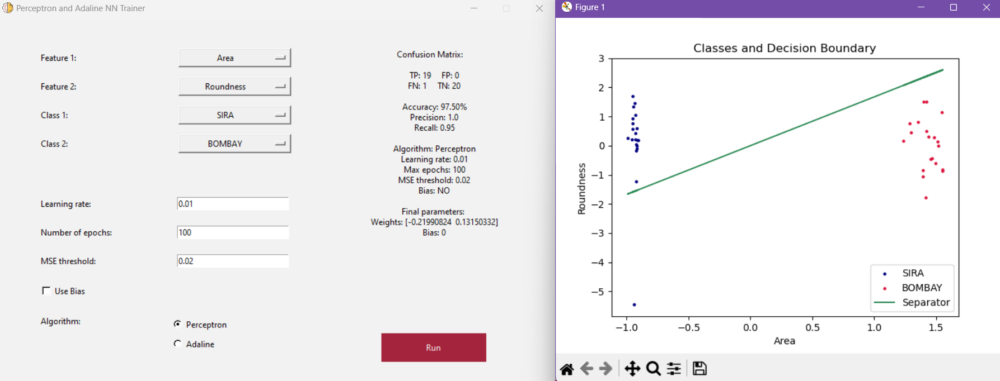 Perceptron and Adaline NN Trainer
Feature 1: Area
Feature 2: Roundness
Class 1: SIRA
Class 2: BOMBAY
Learning rate: 0.01
Number of epochs: 100
MSE threshold: 0.02
Use Bias
Algorithm: Perceptron
Adaline
Confusion Matrix:
TP: 19 FP: 0
FN: 1 TN: 20
Accuracy: 97.50%
Precision: 1.0
Recall: 0.95
Algorithm: Perceptron
Learning rate: 0.01
Max epochs: 100
MSE threshold: 0.02
Bias: NO
Final parameters:
Weights: [-0.21990824 0.13150332]
Bias: 0
Run
Figure 1
Classes and Decision Boundary
3
2
1
0
−1
−2
−3
−4
−5
Roundness
SIRA
BOMBAY
Separator
−1.0 −0.5 0.0 0.5 1.0 1.5
Area